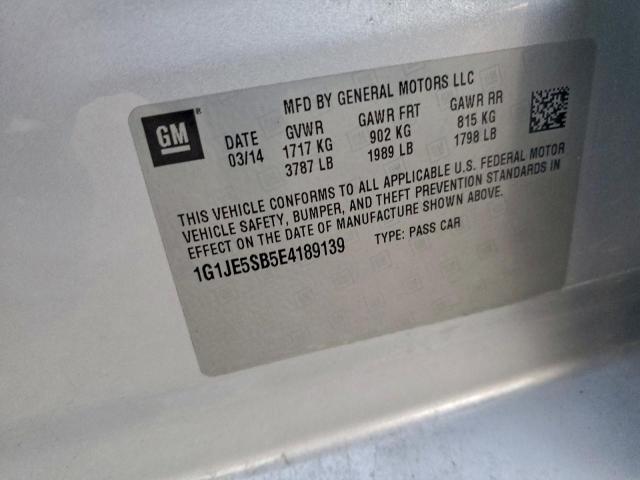 MFD BY GENERAL MOTORS LLC
GM®
DATE GVWR GAWR FRT GAWR RR
03/14 1717 KG 902 KG 815 KG
3787 LB 1989 LB 1798 LB
THIS VEHICLE CONFORMS TO ALL APPLICABLE U.S. FEDERAL MOTOR
VEHICLE SAFETY, BUMPER, AND THEFT PREVENTION STANDARDS IN
EFFECT ON THE DATE OF MANUFACTURE SHOWN ABOVE.
1G1JE5SB5E4189139 TYPE: PASS CAR